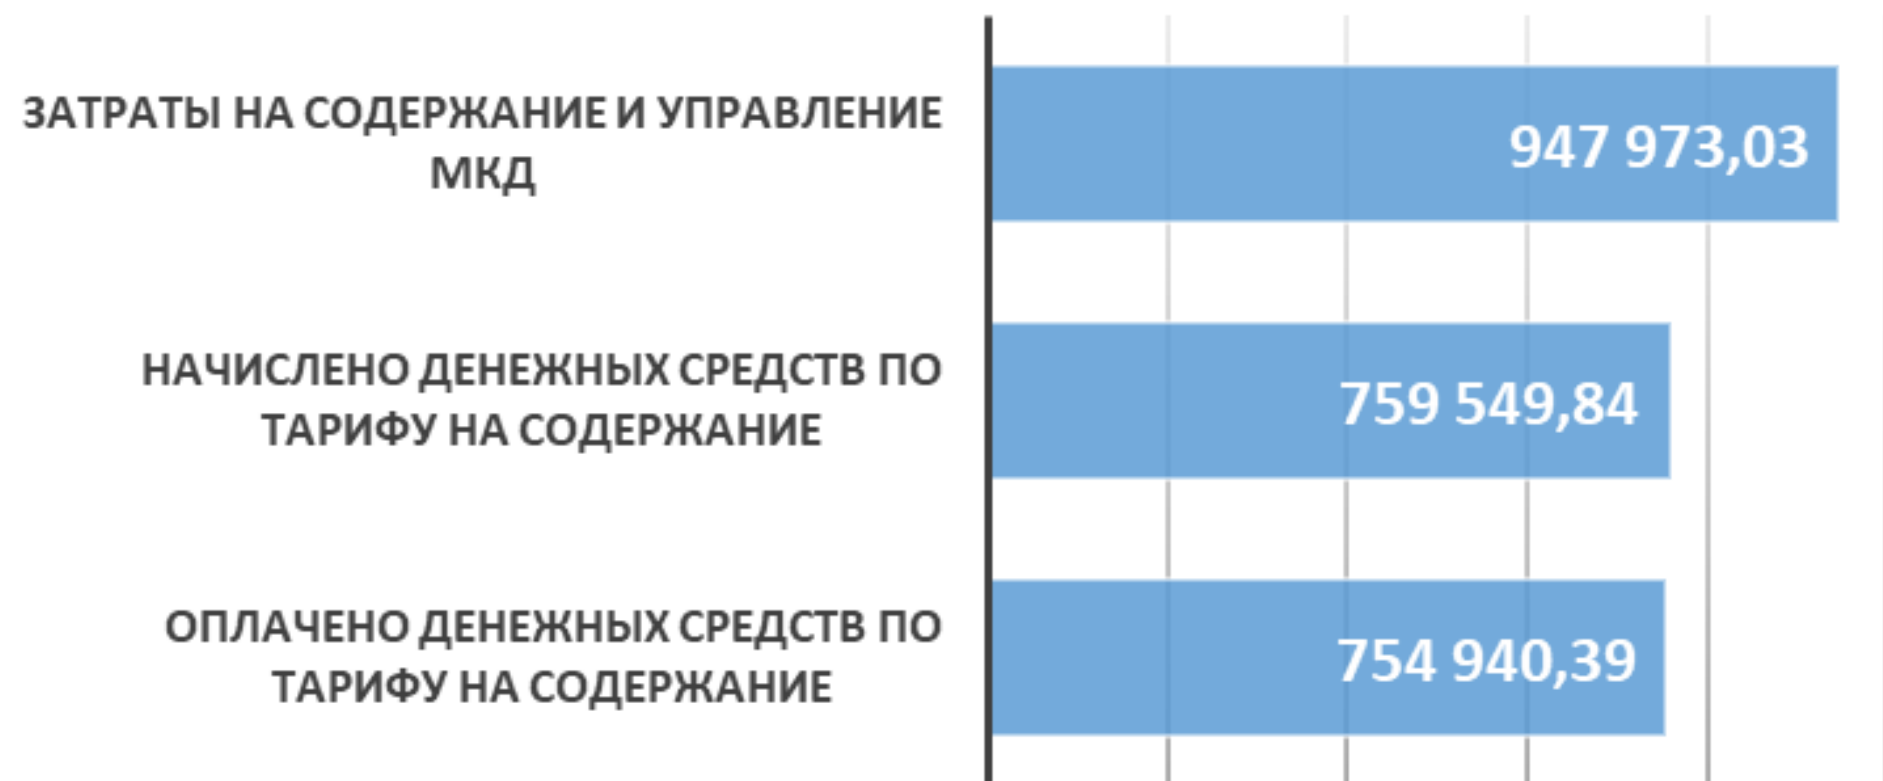 ЗАТРАТЫ НА СОДЕРЖАНИЕ И УПРАВЛЕНИЕ
МКД
947 973,03
НАЧИСЛЕНО ДЕНЕЖНЫХ СРЕДСТВ ПО
ТАРИФУ НА СОДЕРЖАНИЕ
759 549,84
ОПЛАЧЕНО ДЕНЕЖНЫХ СРЕДСТВ ПО
ТАРИФУ НА СОДЕРЖАНИЕ
754 940,39